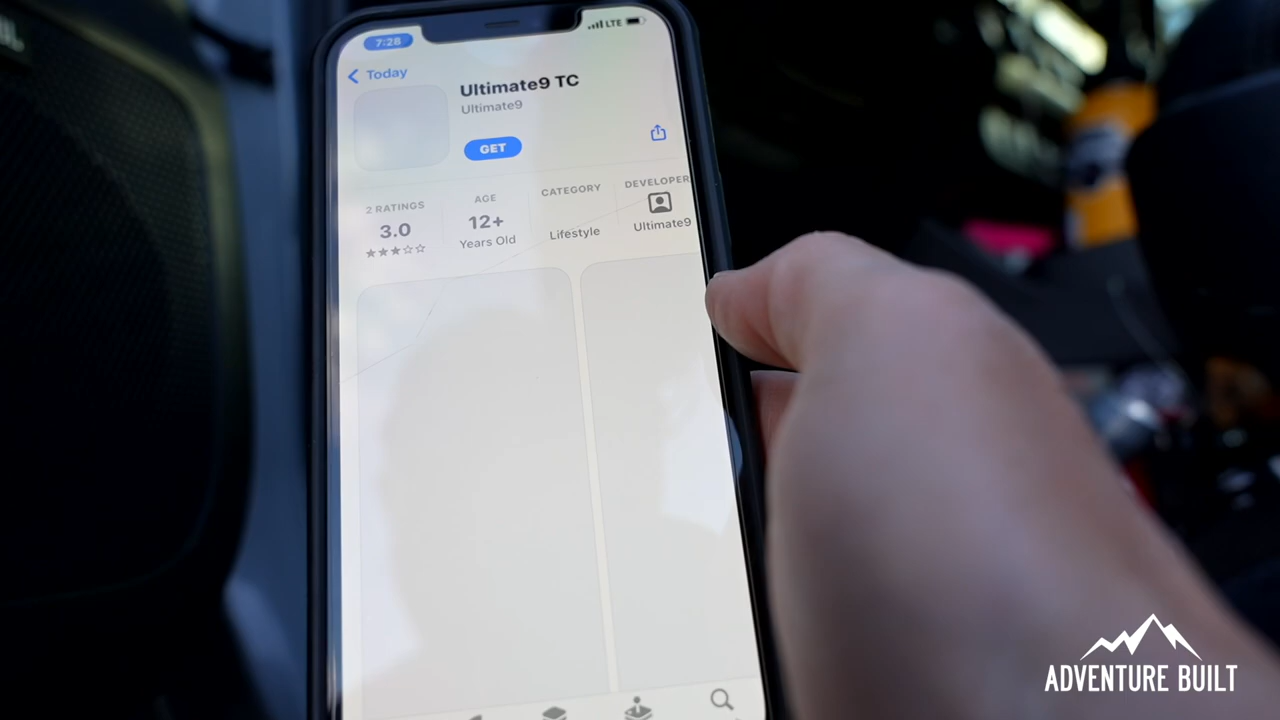 7:28
LTE
Today
Ultimate9 TC
Ultimate9
GET
2 RATINGS
3.0
AGE
12+
Years Old
CATEGORY
Lifestyle
DEVELOPER
Ultimate9
ADVENTURE BUILT